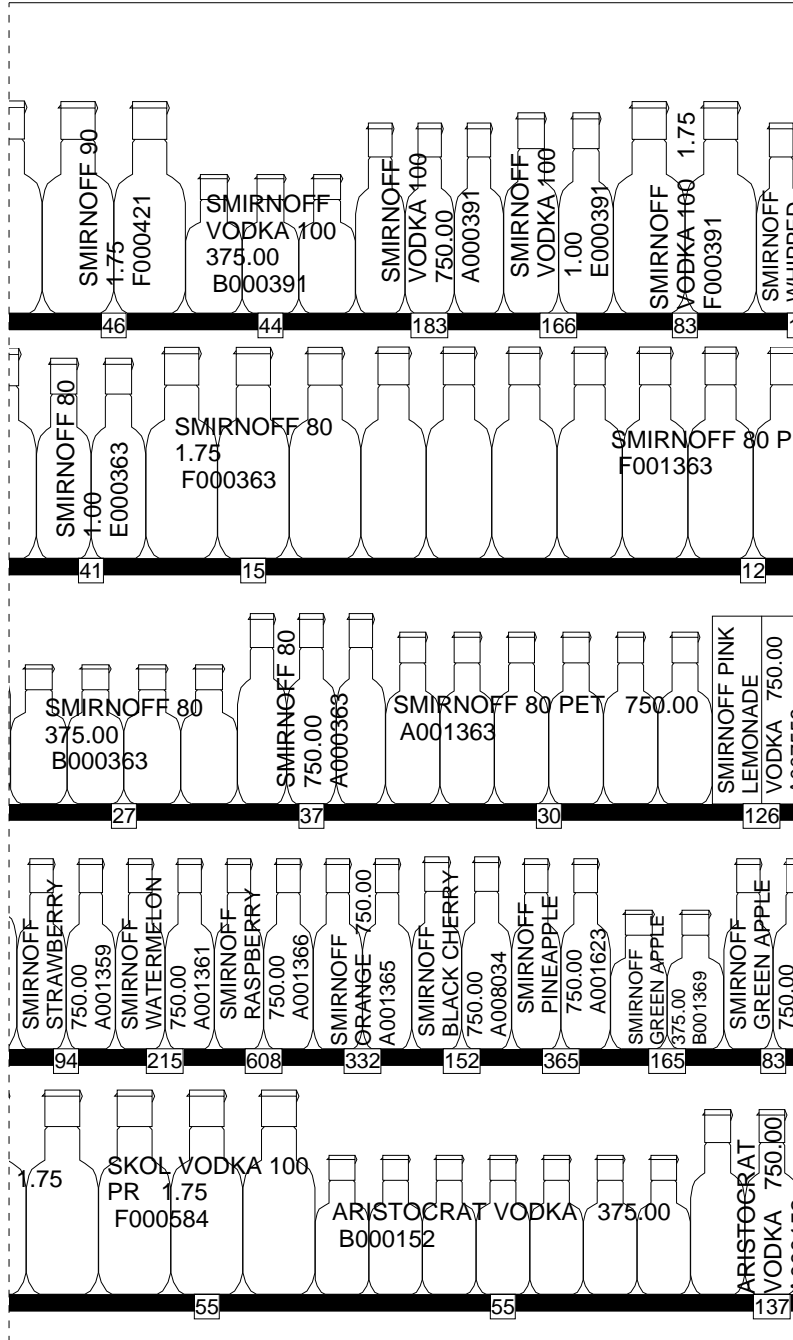 SMIRNOFF 90
1.75
F000421
SMIRNOFF
VODKA 100
375.00
B000391
SMIRNOFF
VODKA 100
750.00
A000391
SMIRNOFF
VODKA 100
1.00
E000391
SMIRNOFF
VODKA 100 1.75
F000391
SMIRNOFF
WHIPPED
46
44
183
166
83
SMIRNOFF 80
1.00
E000363
SMIRNOFF 80
1.75
F000363
SMIRNOFF 80 P
F001363
41
15
12
SMIRNOFF 80
375.00
B000363
SMIRNOFF 80
750.00
A000363
SMIRNOFF 80 PET 750.00
A001363
SMIRNOFF PINK
LEMONADE
VODKA 750.00
27
37
30
126
SMIRNOFF
STRAWBERRY
750.00
A001359
SMIRNOFF
WATERMELON
750.00
A001361
SMIRNOFF
RASPBERRY
750.00
A001366
SMIRNOFF
ORANGE 750.00
A001365
SMIRNOFF
BLACK CHERRY
750.00
A008034
SMIRNOFF
PINEAPPLE
750.00
A001623
SMIRNOFF
GREEN APPLE
375.00
B001369
SMIRNOFF
GREEN APPLE
750.00
94
215
608
332
152
365
165
83
1.75
SKOL VODKA 100
PR 1.75
F000584
ARISTOCRAT VODKA 375.00
B000152
ARISTOCRAT
VODKA 750.00
55
55
137